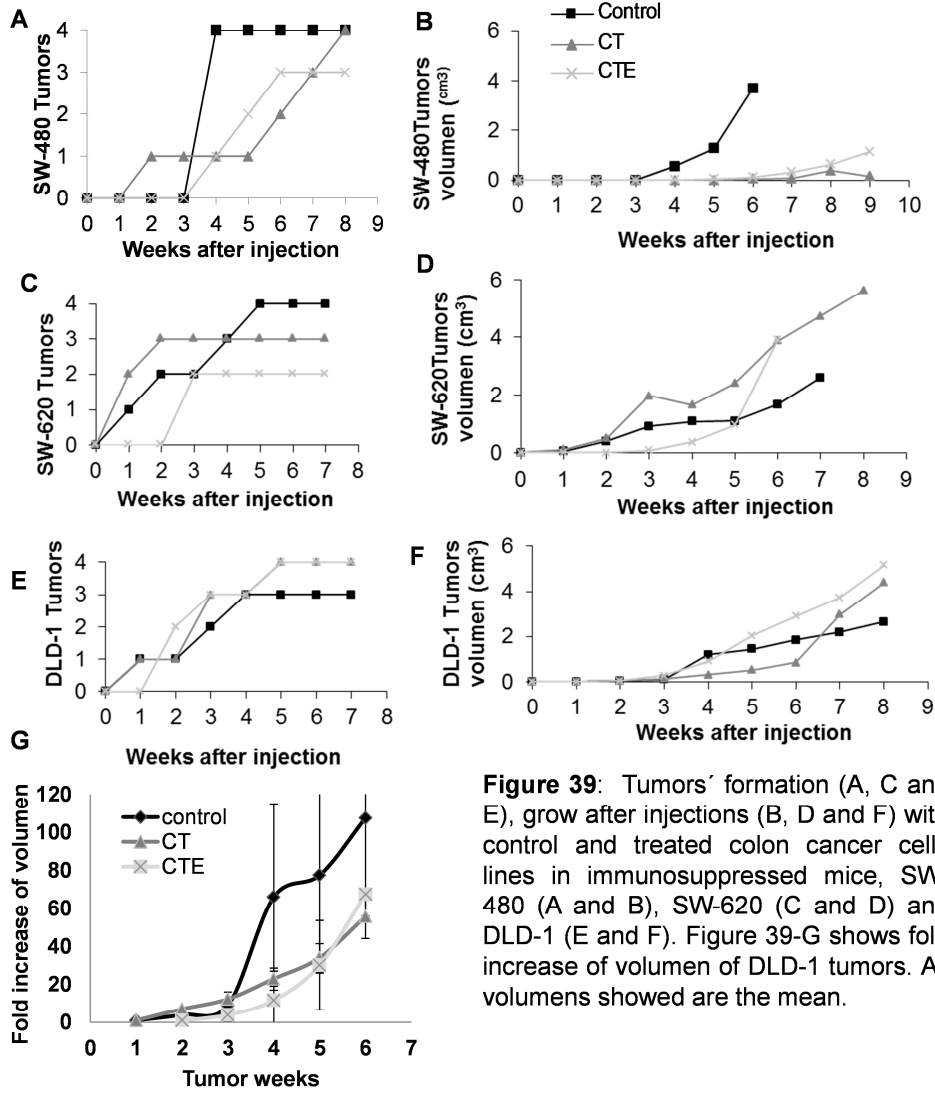 A
SW-480 Tumors
4
3
2
1
0
0 1 2 3 4 5 6 7 8 9
Weeks after injection
B
Control
CT
CTE
SW-480Tumors
volumen (cm3)
6
4
2
0
0 1 2 3 4 5 6 7 8 9 10
Weeks after injection
C
SW-620 Tumors
4
3
2
1
0
0 1 2 3 4 5 6 7 8
Weeks after injection
D
SW-620Tumors
volumen (cm³)
6
4
2
0
0 1 2 3 4 5 6 7 8 9
Weeks after injection
E
DLD-1 Tumors
4
3
2
1
0
0 1 2 3 4 5 6 7 8
Weeks after injection
F
DLD-1 Tumors
volumen (cm³)
6
4
2
0
0 1 2 3 4 5 6 7 8 9
Weeks after injection
G
Fold increase of volumen
120
100
80
60
40
20
0
control
CT
CTE
0 1 2 3 4 5 6 7
Tumor weeks
Figure 39: Tumors´ formation (A, C an
E), grow after injections (B, D and F) wit
control and treated colon cancer cell
lines in immunosuppressed mice, SW
480 (A and B), SW-620 (C and D) an
DLD-1 (E and F). Figure 39-G shows fol
increase of volumen of DLD-1 tumors. A
volumens showed are the mean.